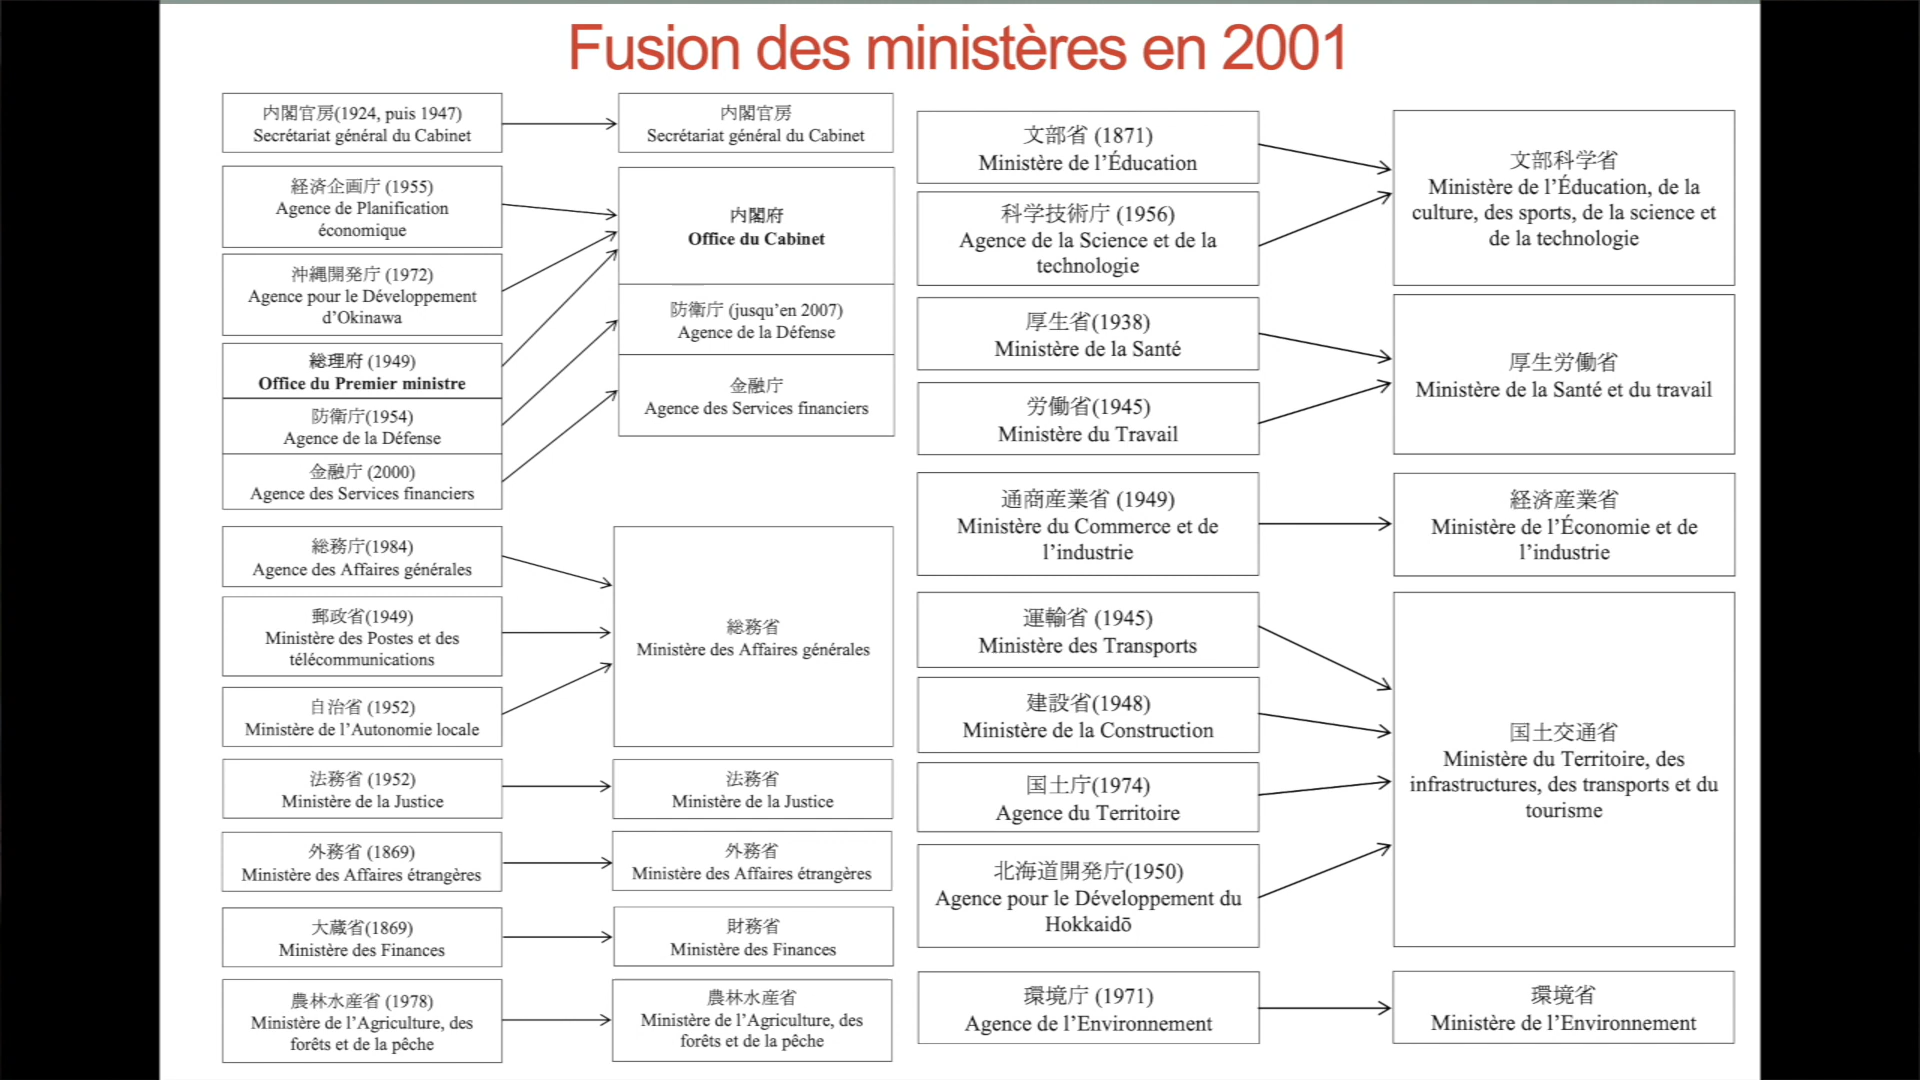 Fusion des ministères en 2001
内閣官房(1924, puis 1947)
Secrétariat général du Cabinet
内閣官房
Secrétariat général du Cabinet
経済企画庁 (1955)
Agence de Planification
économique
沖縄開発庁 (1972)
Agence pour le Développement
d’Okinawa
総理府 (1949)
Office du Premier ministre
防衛庁(1954)
Agence de la Défense
金融庁 (2000)
Agence des Services financiers
内閣府
Office du Cabinet
防衛庁 (jusqu’en 2007)
Agence de la Défense
金融庁
Agence des Services financiers
総務庁(1984)
Agence des Affaires générales
郵政省(1949)
Ministère des Postes et des
télécommunications
自治省 (1952)
Ministère de l’Autonomie locale
総務省
Ministère des Affaires générales
法務省 (1952)
Ministère de la Justice
法務省
Ministère de la Justice
外務省 (1869)
Ministère des Affaires étrangères
外務省
Ministère des Affaires étrangères
大蔵省(1869)
Ministère des Finances
財務省
Ministère des Finances
農林水産省 (1978)
Ministère de l’Agriculture, des
forêts et de la pêche
農林水産省
Ministère de l’Agriculture, des
forêts et de la pêche
文部省 (1871)
Ministère de l’Éducation
科学技術庁 (1956)
Agence de la Science et de la
technologie
文部科学省
Ministère de l’Éducation, de la
culture, des sports, de la science et
de la technologie
厚生省(1938)
Ministère de la Santé
労働省(1945)
Ministère du Travail
厚生労働省
Ministère de la Santé et du travail
通商産業省 (1949)
Ministère du Commerce et de
l’industrie
経済産業省
Ministère de l’Économie et de
l’industrie
運輸省 (1945)
Ministère des Transports
建設省(1948)
Ministère de la Construction
国土庁(1974)
Agence du Territoire
北海道開発庁(1950)
Agence pour le Développement du
Hokkaidō
国土交通省
Ministère du Territoire, des
infrastructures, des transports et du
tourisme
環境庁 (1971)
Agence de l’Environnement
環境省
Ministère de l’Environnement